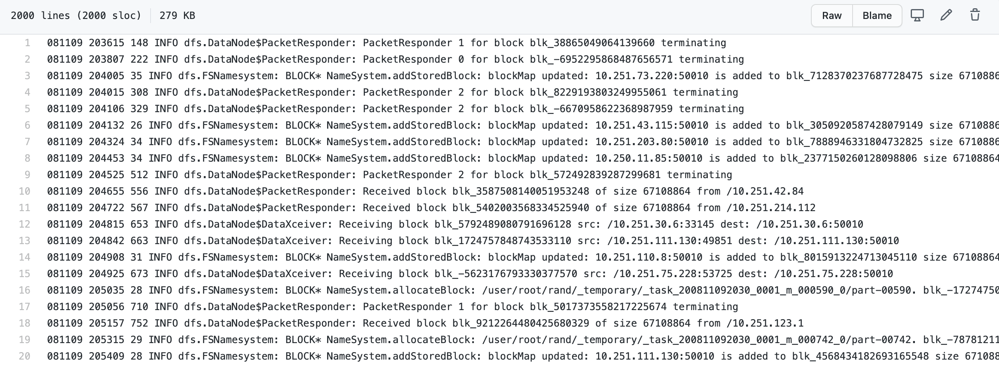 2000 lines (2000 sloc) 279 KB Raw Blame
1 081109 203615 148 INFO dfs.DataNode$PacketResponder: PacketResponder 1 for block blk_38865049064139660 terminating
2 081109 203807 222 INFO dfs.DataNode$PacketResponder: PacketResponder 0 for block blk_-6952295868487656571 terminating
3 081109 204005 35 INFO dfs.FSNamesystem: BLOCK* NameSystem.addStoredBlock: blockMap updated: 10.251.73.220:50010 is added to blk_7128370237687728475 size 6710886
4 081109 204015 308 INFO dfs.DataNode$PacketResponder: PacketResponder 2 for block blk_8229193803249955061 terminating
5 081109 204106 329 INFO dfs.DataNode$PacketResponder: PacketResponder 2 for block blk_-6670958622368987959 terminating
6 081109 204132 26 INFO dfs.FSNamesystem: BLOCK* NameSystem.addStoredBlock: blockMap updated: 10.251.43.115:50010 is added to blk_3050920587428079149 size 6710886
7 081109 204324 34 INFO dfs.FSNamesystem: BLOCK* NameSystem.addStoredBlock: blockMap updated: 10.251.203.80:50010 is added to blk_7888946331804732825 size 6710886
8 081109 204453 34 INFO dfs.FSNamesystem: BLOCK* NameSystem.addStoredBlock: blockMap updated: 10.250.11.85:50010 is added to blk_2377150260128098806 size 67108864
9 081109 204525 512 INFO dfs.DataNode$PacketResponder: PacketResponder 2 for block blk_572492839287299681 terminating
10 081109 204655 556 INFO dfs.DataNode$PacketResponder: Received block blk_3587508140051953248 of size 67108864 from /10.251.42.84
11 081109 204722 567 INFO dfs.DataNode$PacketResponder: Received block blk_5402003568334525940 of size 67108864 from /10.251.214.112
12 081109 204815 653 INFO dfs.DataNode$DataXceiver: Receiving block blk_5792489080791696128 src: /10.251.30.6:33145 dest: /10.251.30.6:50010
13 081109 204842 663 INFO dfs.DataNode$DataXceiver: Receiving block blk_1724757848743533110 src: /10.251.111.130:49851 dest: /10.251.111.130:50010
14 081109 204908 31 INFO dfs.FSNamesystem: BLOCK* NameSystem.addStoredBlock: blockMap updated: 10.251.110.8:50010 is added to blk_8015913224713045110 size 67108864
15 081109 204925 673 INFO dfs.DataNode$DataXceiver: Receiving block blk_-5623176793330377570 src: /10.251.75.228:53725 dest: /10.251.75.228:50010
16 081109 205035 28 INFO dfs.FSNamesystem: BLOCK* NameSystem.allocateBlock: /user/root/rand/_temporary/_task_200811092030_0001_m_000590_0/part-00590. blk_-17274750
17 081109 205056 710 INFO dfs.DataNode$PacketResponder: PacketResponder 1 for block blk_5017373558217225674 terminating
18 081109 205157 752 INFO dfs.DataNode$PacketResponder: Received block blk_9212264480425680329 of size 67108864 from /10.251.123.1
19 081109 205315 29 INFO dfs.FSNamesystem: BLOCK* NameSystem.allocateBlock: /user/root/rand/_temporary/_task_200811092030_0001_m_000742_0/part-00742. blk_-78781211
20 081109 205409 28 INFO dfs.FSNamesystem: BLOCK* NameSystem.addStoredBlock: blockMap updated: 10.251.111.130:50010 is added to blk_4568434182693165548 size 671088